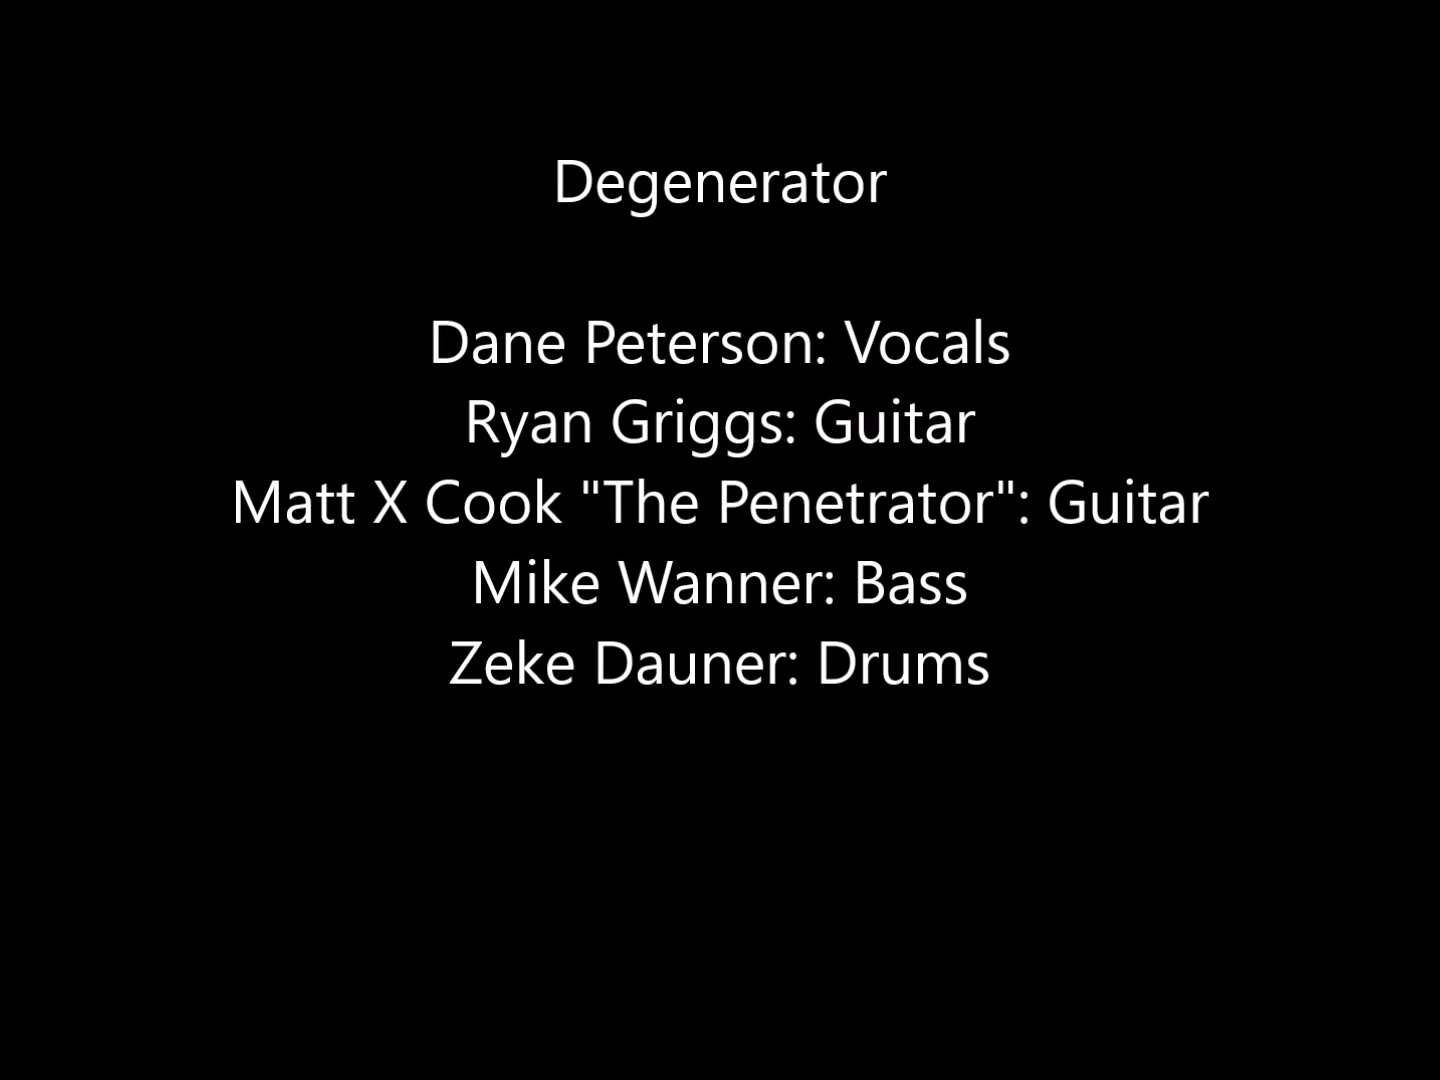 Degenerator
Dane Peterson: Vocals
Ryan Griggs: Guitar
Matt X Cook "The Penetrator": Guitar
Mike Wanner: Bass
Zeke Dauner: Drums